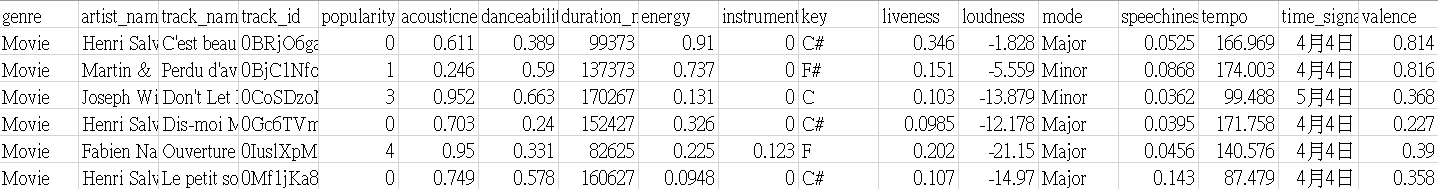 genre artist_nam track_nam track_id popularity acousticne danceabilit duration_n energy instrument key liveness loudness mode speechines tempo time_signa valence
Movie Henri Salv C'est beau 0BRjO6ga 0 0.611 0.389 99373 0.91 0 C# 0.346 -1.828 Major 0.0525 166.969 4月4日 0.814
Movie Martin & Perdu d'av 0BjC1Nfo 1 0.246 0.59 137373 0.737 0 F# 0.151 -5.559 Minor 0.0868 174.003 4月4日 0.816
Movie Joseph Wi Don't Let 0CoSDzoN 3 0.952 0.663 170267 0.131 0 C 0.103 -13.879 Minor 0.0362 99.488 5月4日 0.368
Movie Henri Salv Dis-moi M 0Gc6TVm 0 0.703 0.24 152427 0.326 0 C# 0.0985 -12.178 Major 0.0395 171.758 4月4日 0.227
Movie Fabien Na Ouverture 0IuslXpM 4 0.95 0.331 82625 0.225 0.123 F 0.202 -21.15 Major 0.0456 140.576 4月4日 0.39
Movie Henri Salv Le petit so 0Mf1jKa8 0 0.749 0.578 160627 0.0948 0 C# 0.107 -14.97 Major 0.143 87.479 4月4日 0.358